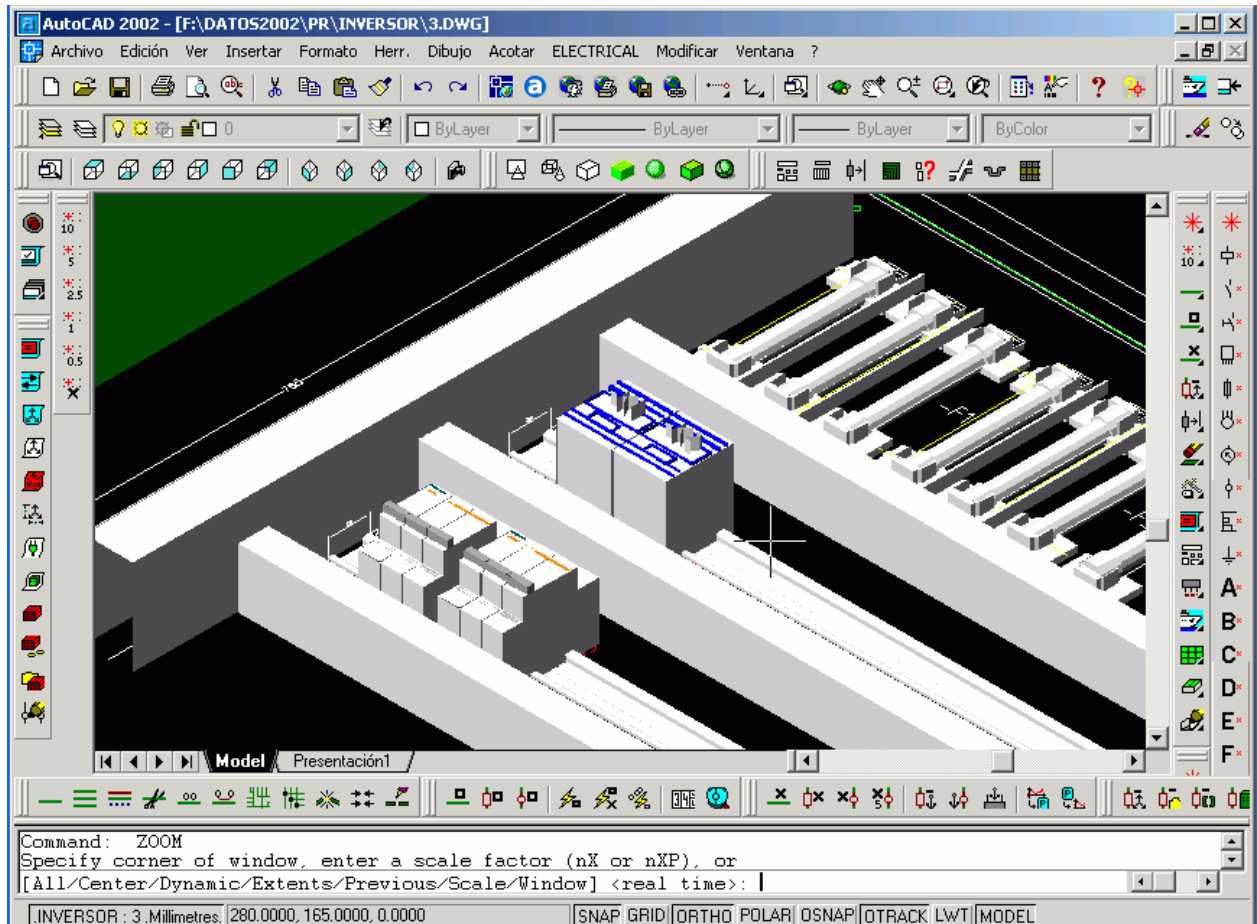 AutoCAD 2002 - [F:\DATOS2002\PR\INVERSOR\3.DWG]
Archivo Edición Ver Insertar Formato Herr. Dibujo Acotar ELECTRICAL Modificar Ventana ?
0 ByLayer ByLayer ByLayer ByColor
10
5
2.5
1
0.5
10
A
B
C
D
E
F
Model Presentación1
Command:  ZOOM
Specify corner of window, enter a scale factor (nX or nXP), or
[All/Center/Dynamic/Extents/Previous/Scale/Window] <real time>:
.INVERSOR : 3 .Millimetres. 280.0000, 165.0000, 0.0000 SNAP GRID ORTHO POLAR OSNAP OTRACK LWT MODEL